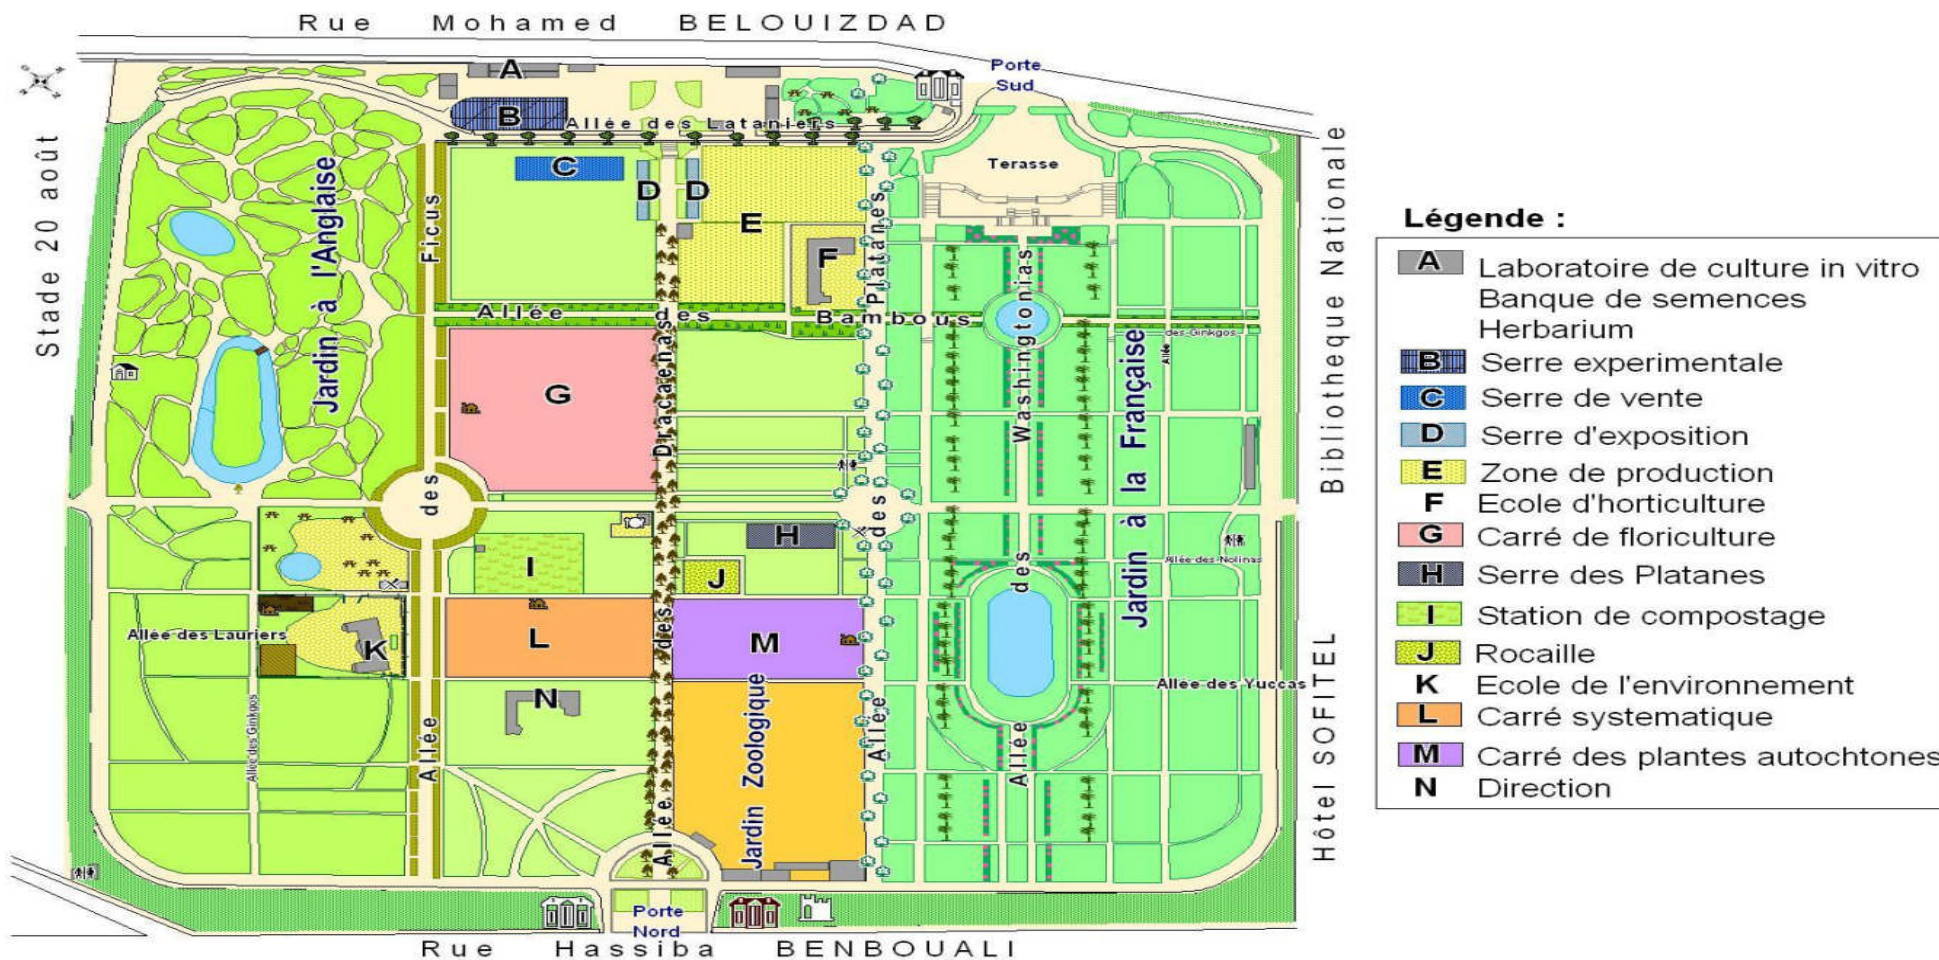 Rue Mohamed BELOUIZDAD
Porte
Sud
A
B
Allée des Lataniers
Terasse
C
D
D
E
F
Stade 20 août
Jardin à l'Anglaise
Bibliotheque Nationale
Allée des Bambous
Allée des Ginkgos
G
Allée des Ficus
Allée des Dracaenas
Allée des Platanes
Allée des Washingtonias
Jardin à la Française
H
I
J
Allée des Nolinas
Allée des Lauriers
K
L
M
N
Allée des Ginkgos
Allée des Yuccas
Jardin Zoologique
Hôtel SOFITEL
Porte
Nord
Rue Hassiba BENBOUALI
Légende :
A Laboratoire de culture in vitro
Banque de semences
Herbarium
B Serre experimentale
C Serre de vente
D Serre d'exposition
E Zone de production
F Ecole d'horticulture
G Carré de floriculture
H Serre des Platanes
I Station de compostage
J Rocaille
K Ecole de l'environnement
L Carré systematique
M Carré des plantes autochtones
N Direction